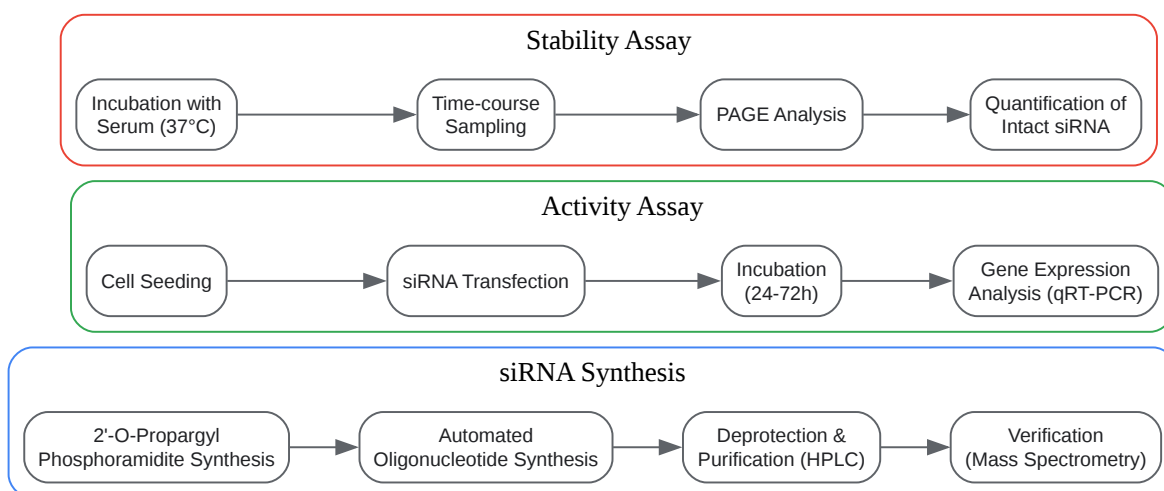 Stability Assay
Incubation with
Serum (37°C)
Time-course
Sampling
PAGE Analysis
Quantification of
Intact siRNA
Activity Assay
Cell Seeding
siRNA Transfection
Incubation
(24-72h)
Gene Expression
Analysis (qRT-PCR)
siRNA Synthesis
2'-O-Propargyl
Phosphoramidite Synthesis
Automated
Oligonucleotide Synthesis
Deprotection &
Purification (HPLC)
Verification
(Mass Spectrometry)